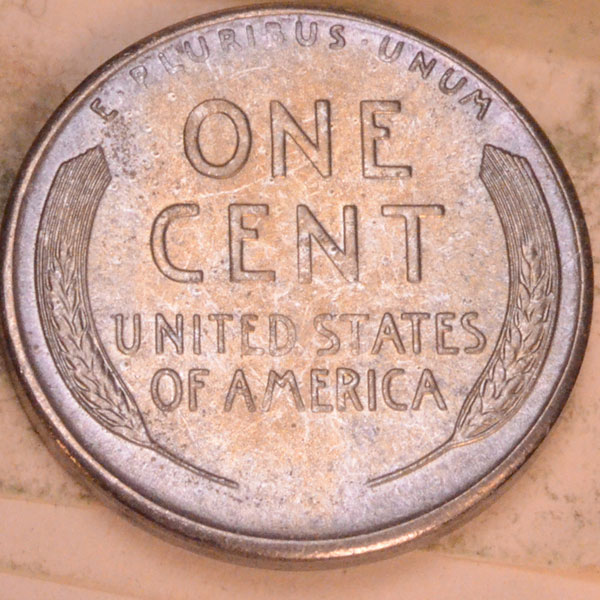 E·PLURIBUS·UNUM
ONE
CENT
UNITED STATES
OF AMERICA